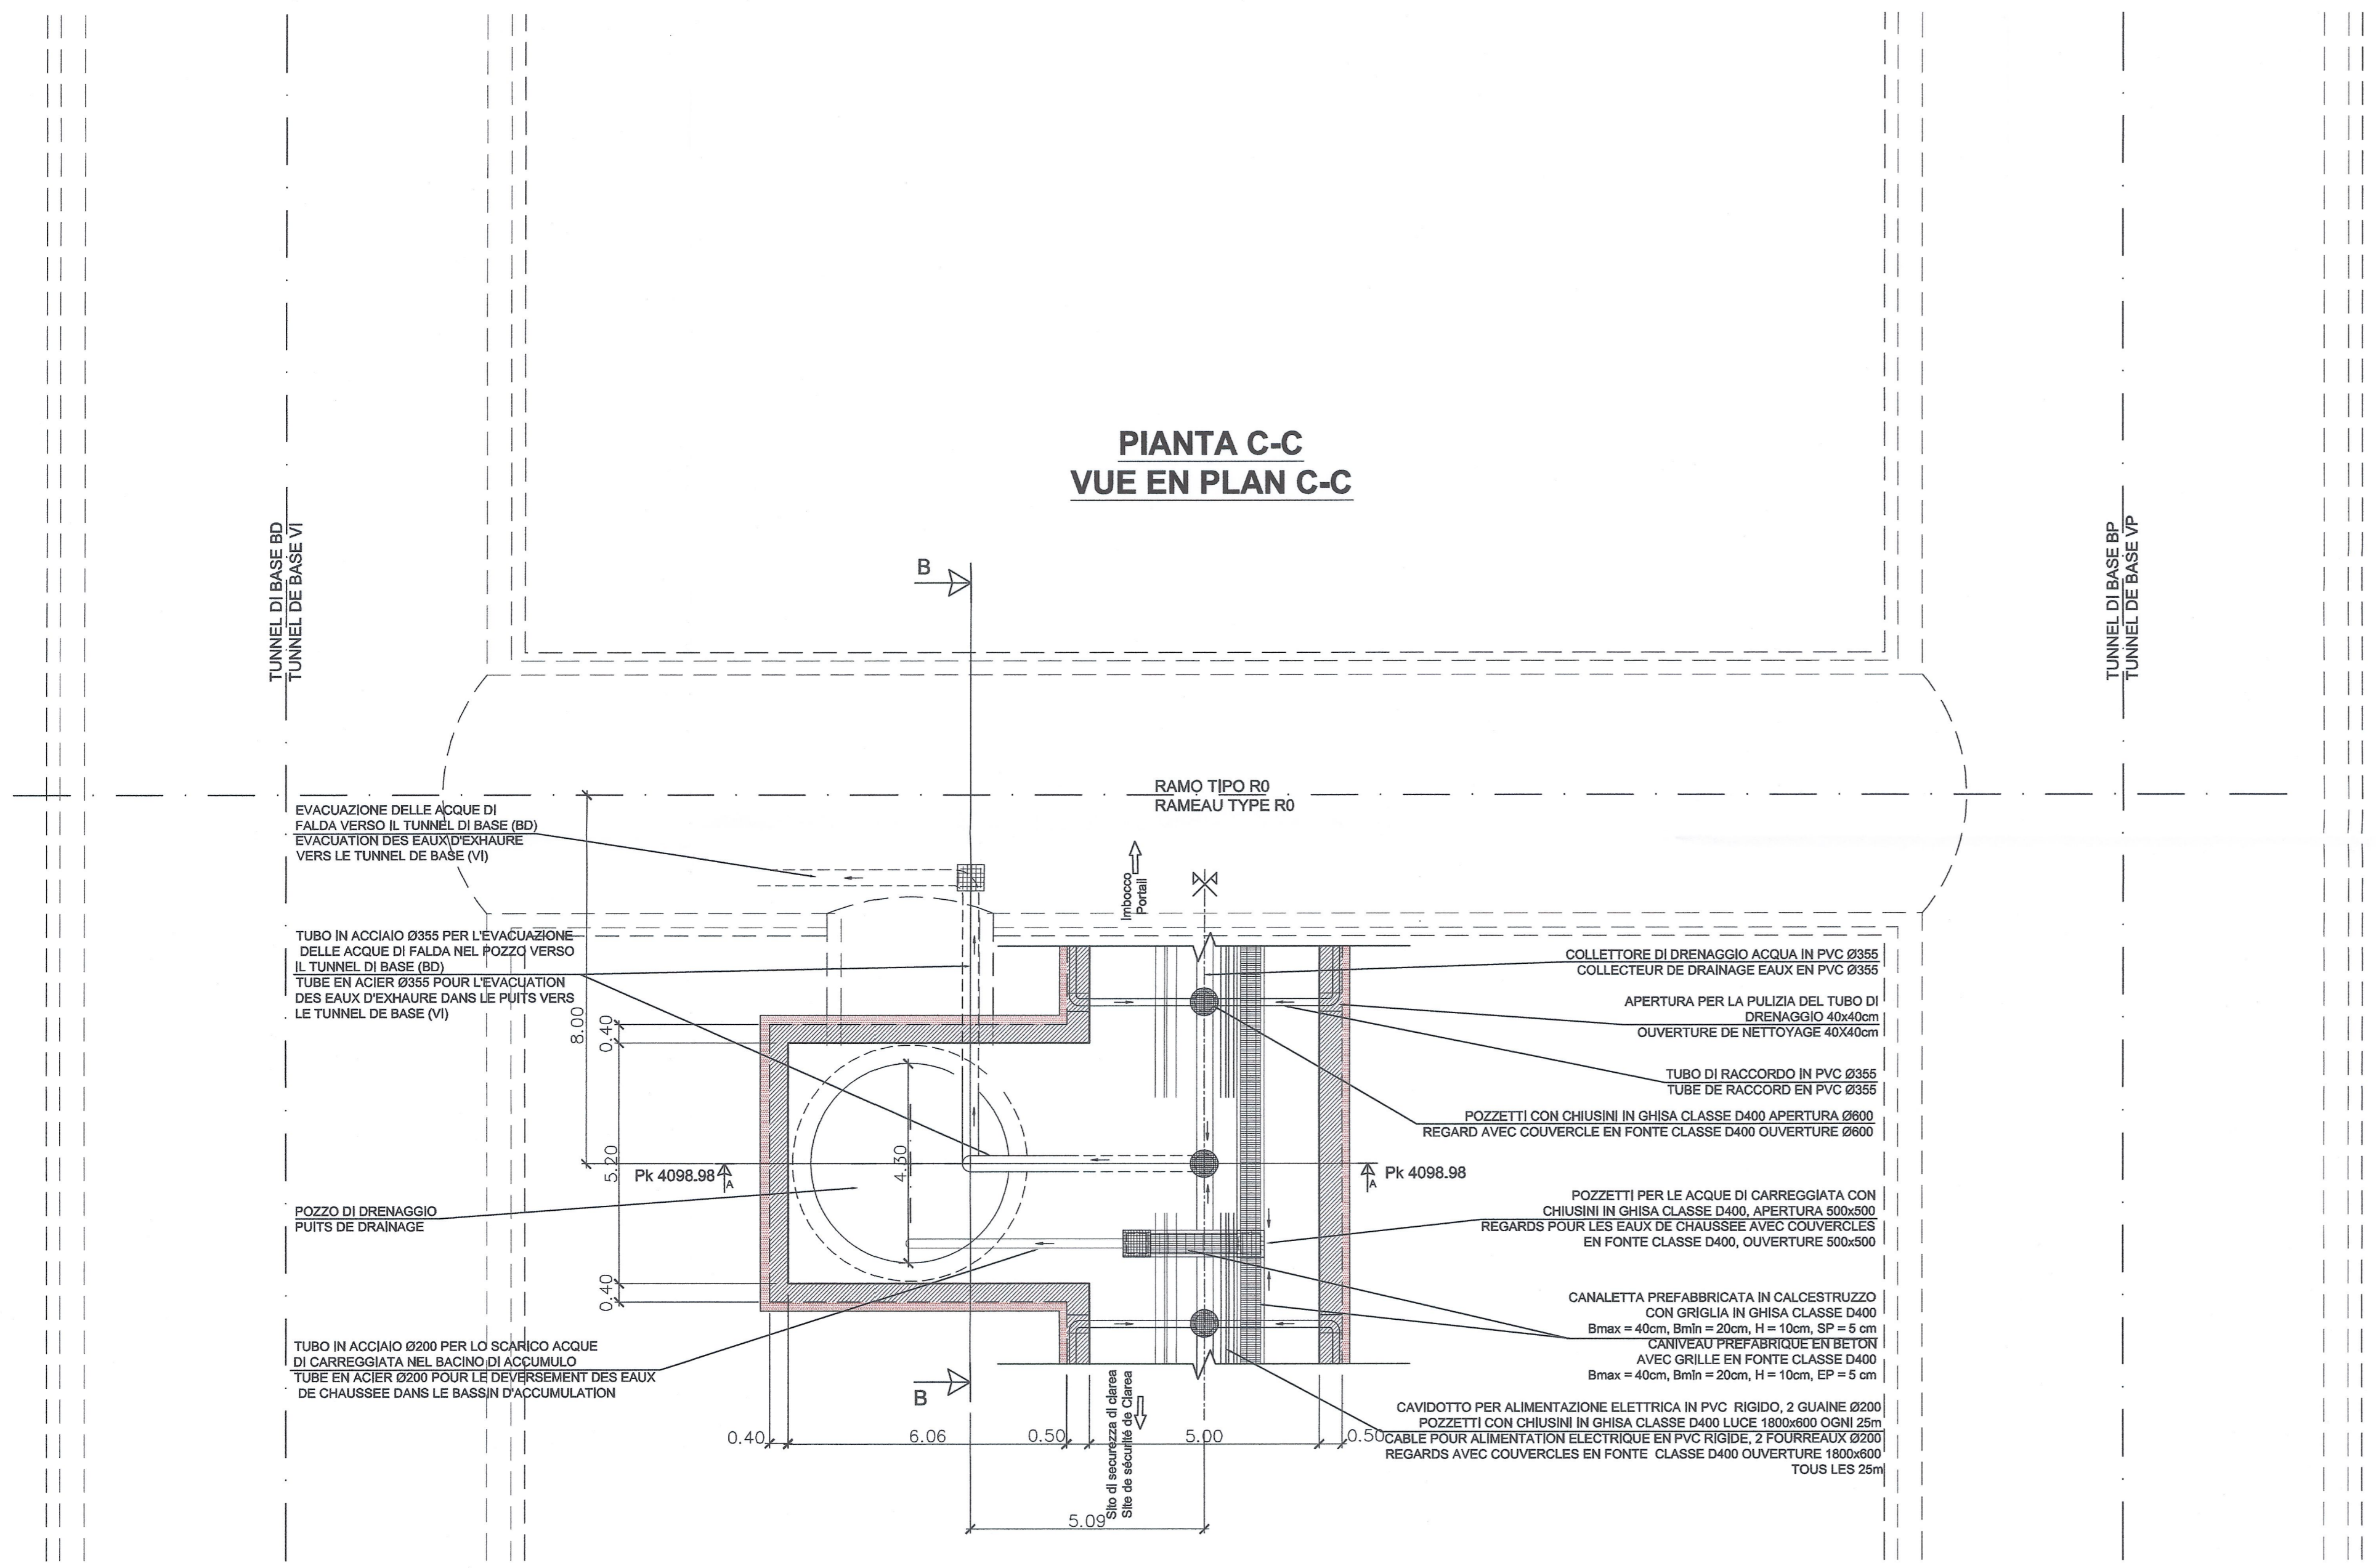 PIANTA C-C
VUE EN PLAN C-C
TUNNEL DI BASE BD
TUNNEL DE BASE VI
TUNNEL DI BASE BP
TUNNEL DE BASE VP
B
RAMO TIPO R0
RAMEAU TYPE R0
EVACUAZIONE DELLE ACQUE DI
FALDA VERSO IL TUNNEL DI BASE (BD)
EVACUATION DES EAUX D'EXHAURE
VERS LE TUNNEL DE BASE (VI)
Imbocco
Portail
TUBO IN ACCIAIO Ø355 PER L'EVACUAZIONE
DELLE ACQUE DI FALDA NEL POZZO VERSO
IL TUNNEL DI BASE (BD)
TUBE EN ACIER Ø355 POUR L'EVACUATION
DES EAUX D'EXHAURE DANS LE PUITS VERS
LE TUNNEL DE BASE (VI)
8.00
0.40
5.20
0.40
4.30
Pk 4098.98
A
A
Pk 4098.98
POZZO DI DRENAGGIO
PUITS DE DRAINAGE
TUBO IN ACCIAIO Ø200 PER LO SCARICO ACQUE
DI CARREGGIATA NEL BACINO DI ACCUMULO
TUBE EN ACIER Ø200 POUR LE DEVERSEMENT DES EAUX
DE CHAUSSEE DANS LE BASSIN D'ACCUMULATION
COLLETTORE DI DRENAGGIO ACQUA IN PVC Ø355
COLLECTEUR DE DRAINAGE EAUX EN PVC Ø355
APERTURA PER LA PULIZIA DEL TUBO DI
DRENAGGIO 40x40cm
OUVERTURE DE NETTOYAGE 40X40cm
TUBO DI RACCORDO IN PVC Ø355
TUBE DE RACCORD EN PVC Ø355
POZZETTI CON CHIUSINI IN GHISA CLASSE D400 APERTURA Ø600
REGARD AVEC COUVERCLE EN FONTE CLASSE D400 OUVERTURE Ø600
POZZETTI PER LE ACQUE DI CARREGGIATA CON
CHIUSINI IN GHISA CLASSE D400, APERTURA 500x500
REGARDS POUR LES EAUX DE CHAUSSEE AVEC COUVERCLES
EN FONTE CLASSE D400, OUVERTURE 500x500
CANALETTA PREFABBRICATA IN CALCESTRUZZO
CON GRIGLIA IN GHISA CLASSE D400
Bmax = 40cm, Bmin = 20cm, H = 10cm, SP = 5 cm
CANIVEAU PREFABRIQUE EN BETON
AVEC GRILLE EN FONTE CLASSE D400
Bmax = 40cm, Bmin = 20cm, H = 10cm, EP = 5 cm
CAVIDOTTO PER ALIMENTAZIONE ELETTRICA IN PVC RIGIDO, 2 GUAINE Ø200
POZZETTI CON CHIUSINI IN GHISA CLASSE D400 LUCE 1800x600 OGNI 25m
CABLE POUR ALIMENTATION ELECTRIQUE EN PVC RIGIDE, 2 FOURREAUX Ø200
REGARDS AVEC COUVERCLES EN FONTE CLASSE D400 OUVERTURE 1800x600
TOUS LES 25m
B
Sito di securezza di clarea
Site de sécurité de Clarea
0.40
6.06
0.50
5.00
0.50
5.09